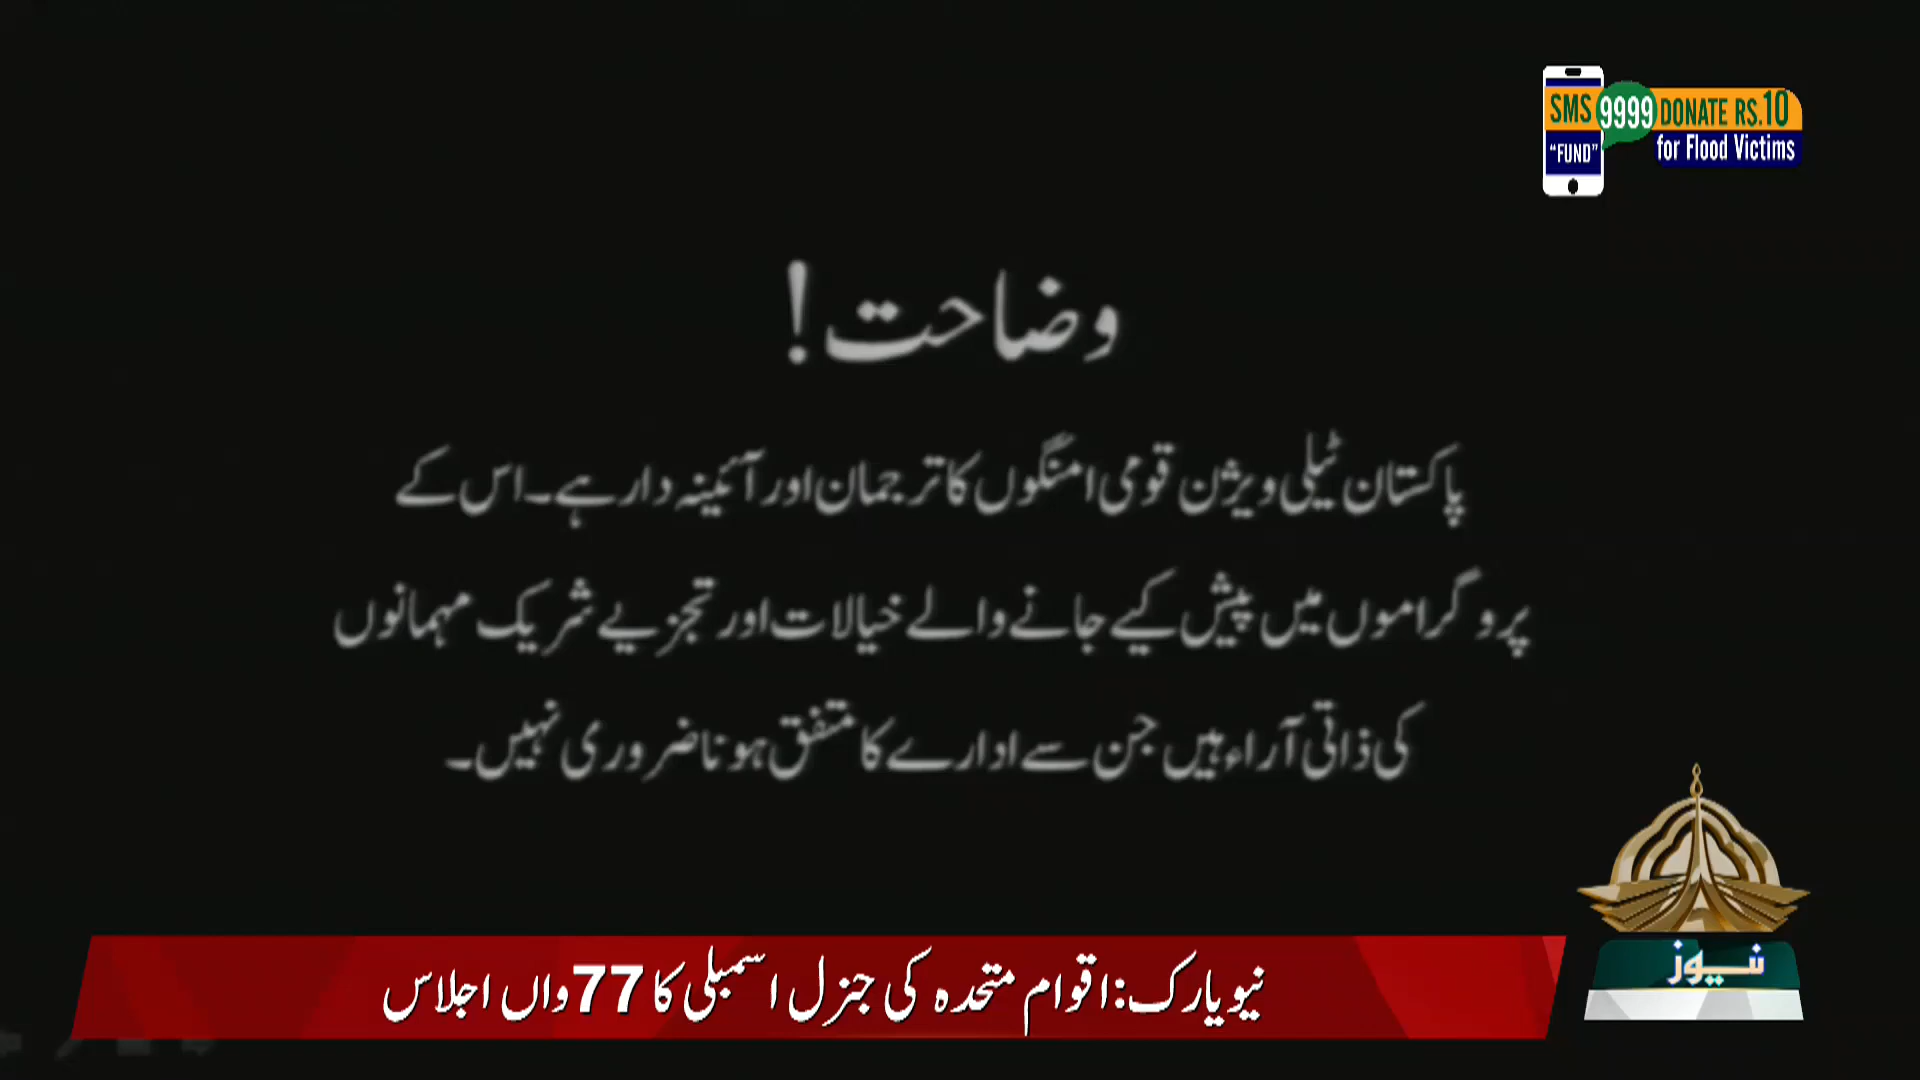 SMS 9999 DONATE RS.10
"FUND" for Flood Victims
وضاحت!
پاکستان ٹیلی ویژن قومی امنگوں کا ترجمان اور آئینہ دار ہے۔ اس کے
پروگراموں میں پیش کیے جانے والے خیالات اور تجزیے شریک مہمانوں
کی ذاتی آراء ہیں جن سے ادارے کا متفق ہونا ضروری نہیں۔
نیوز
نیویارک:اقوام متحدہ کی جنرل اسمبلی کا 77واں اجلاس